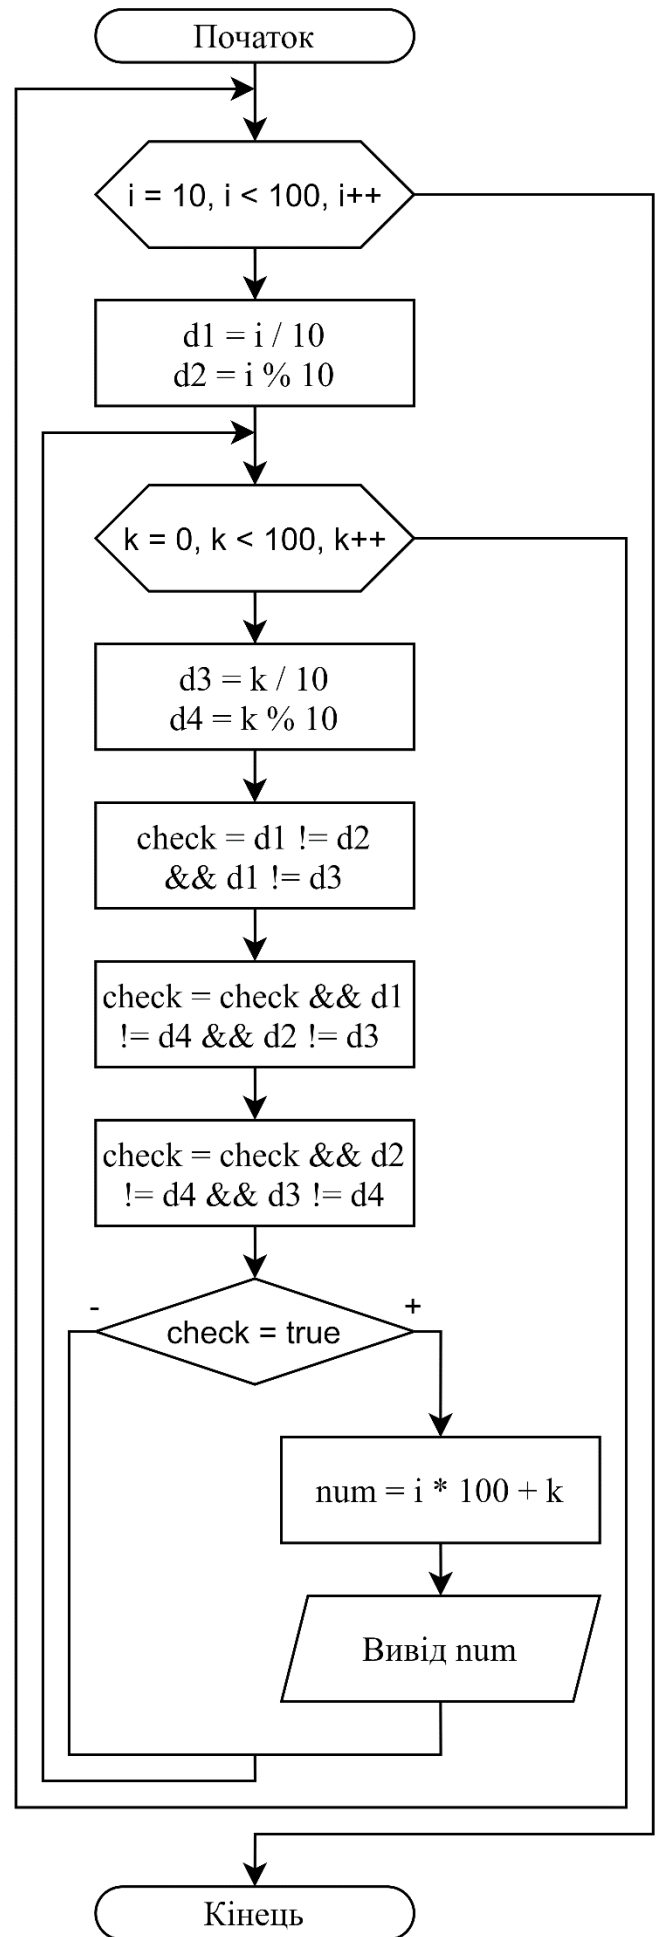 Початок
i = 10, i < 100, i++
d1 = i / 10
d2 = i % 10
k = 0, k < 100, k++
d3 = k / 10
d4 = k % 10
check = d1 != d2
&& d1 != d3
check = check && d1
!= d4 && d2 != d3
check = check && d2
!= d4 && d3 != d4
-
+
check = true
num = i * 100 + k
Вивід num
Кінець